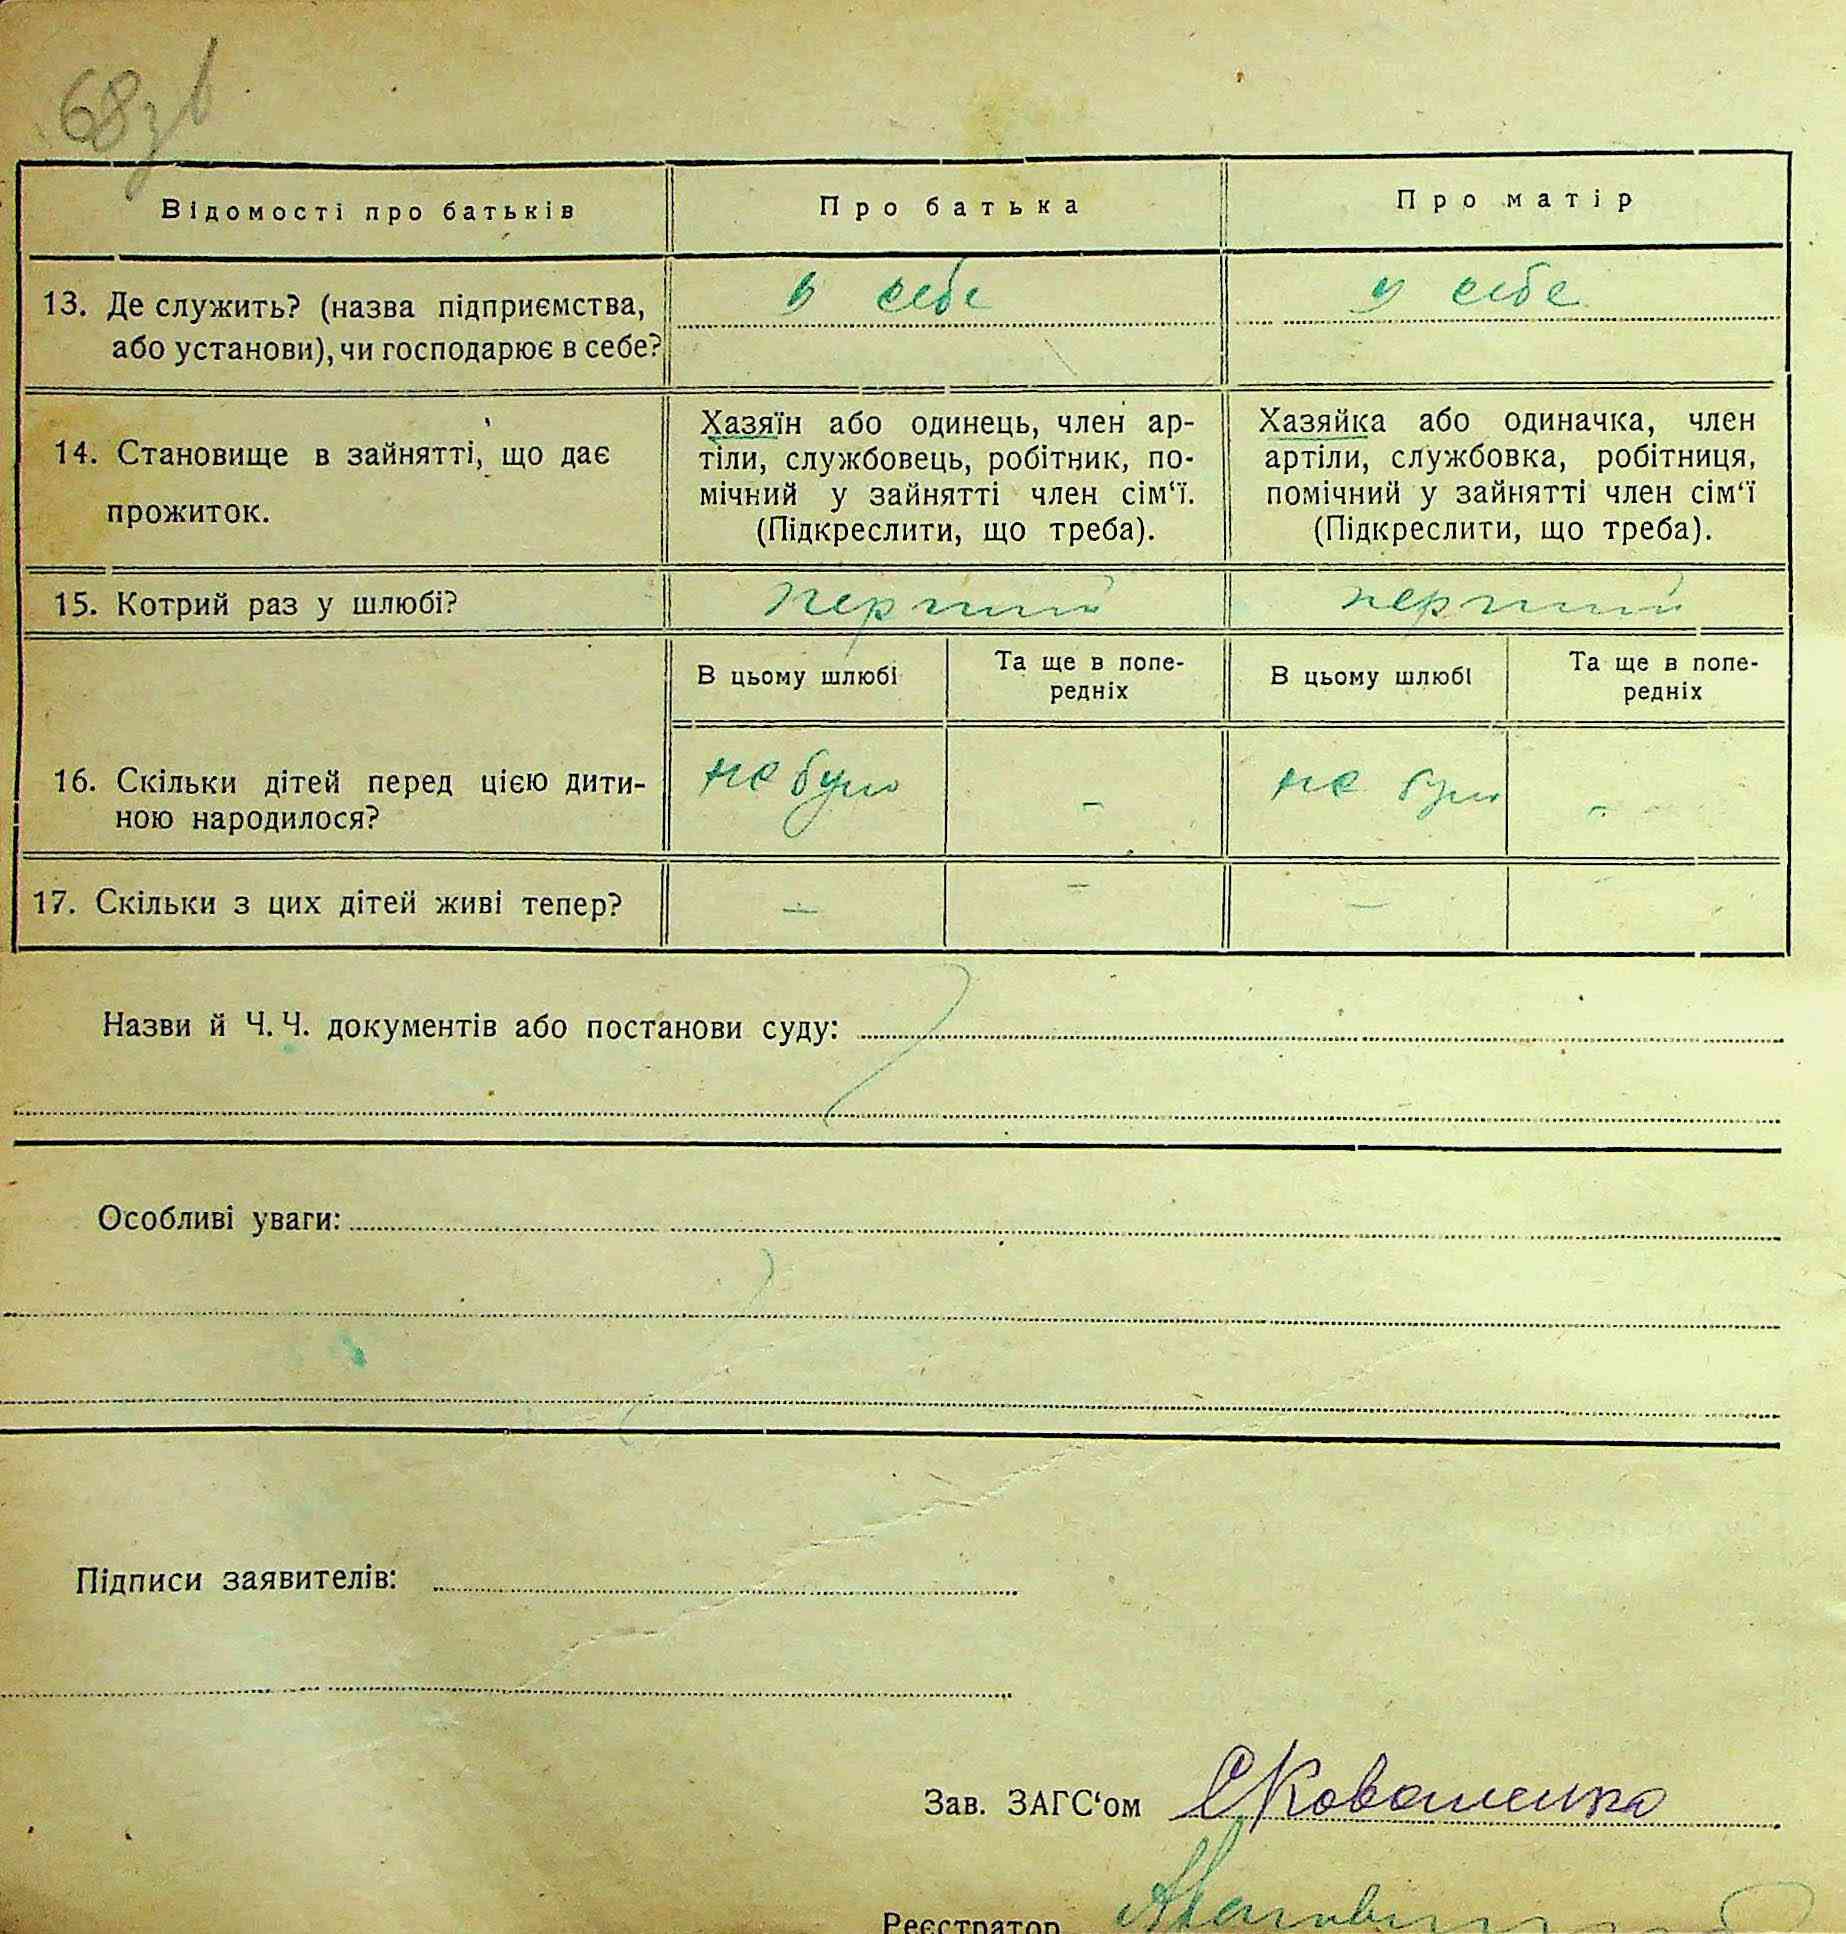 68зв
Відомості про батьків
Про батька
Про матір
13. Де служить? (назва підприємства,
або установи), чи господарює в себе?
в себе
у себе
14. Становище в зайнятті, що дає
прожиток.
Хазяїн або одинець, член ар-
тіли, службовець, робітник, по-
мічний у зайнятті член сім‘ї.
(Підкреслити, що треба).
Хазяйка або одиначка, член
артіли, службовка, робітниця,
помічний у зайнятті член сім‘ї
(Підкреслити, що треба).
15. Котрий раз у шлюбі?
перший
перший
В цьому шлюбі
Та ще в попе-
редніх
В цьому шлюбі
Та ще в попе-
редніх
16. Скільки дітей перед цією дити-
ною народилося?
не було
-
не було
-
17. Скільки з цих дітей живі тепер?
-
-
-
-
Назви й Ч. Ч. документів або постанови суду:
Особливі уваги:
Підписи заявителів:
Зав. ЗАГС‘ом
Коваленко
Реєстратор